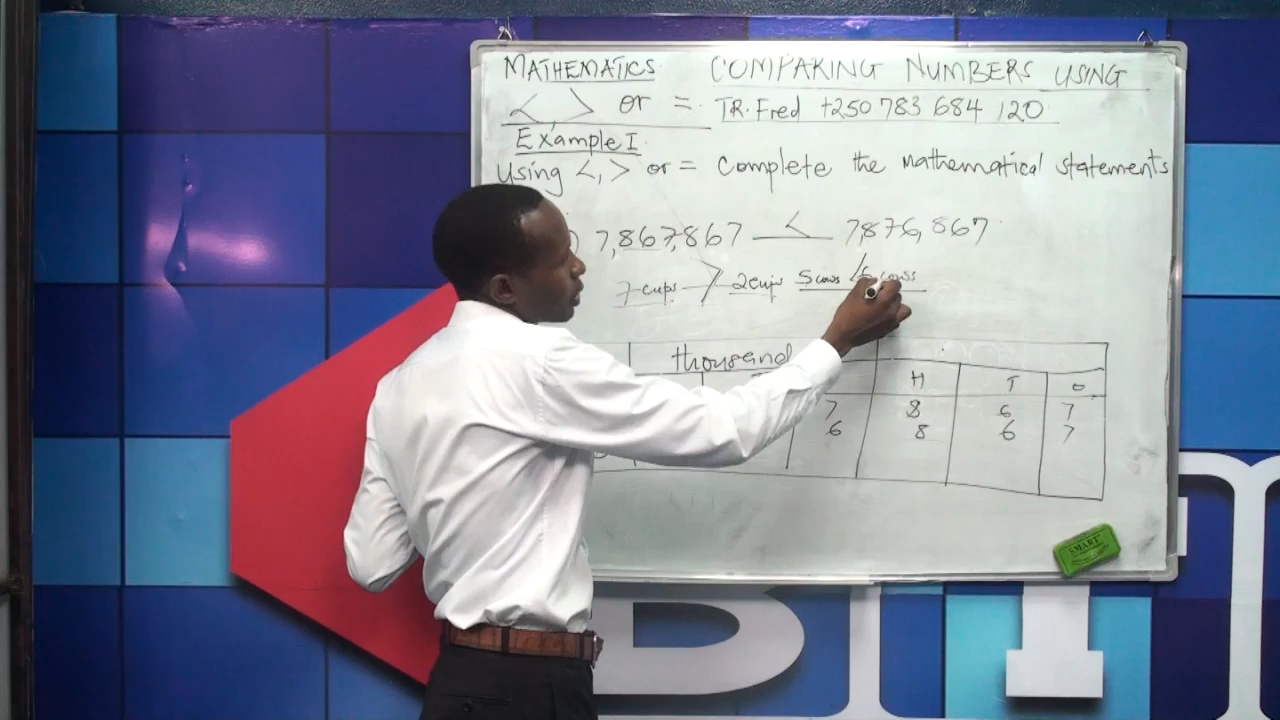 MATHEMATICS COMPARING NUMBERS USING
< > or = TR. Fred +250 783 684 120
Example I
Using <, > or = complete the mathematical statements
) 7,867,867 < 7,876,867
7 cups > 2 cups 5 cows / cows
thousand
H T O
7 8 6 7
6 8 6 7
SMART